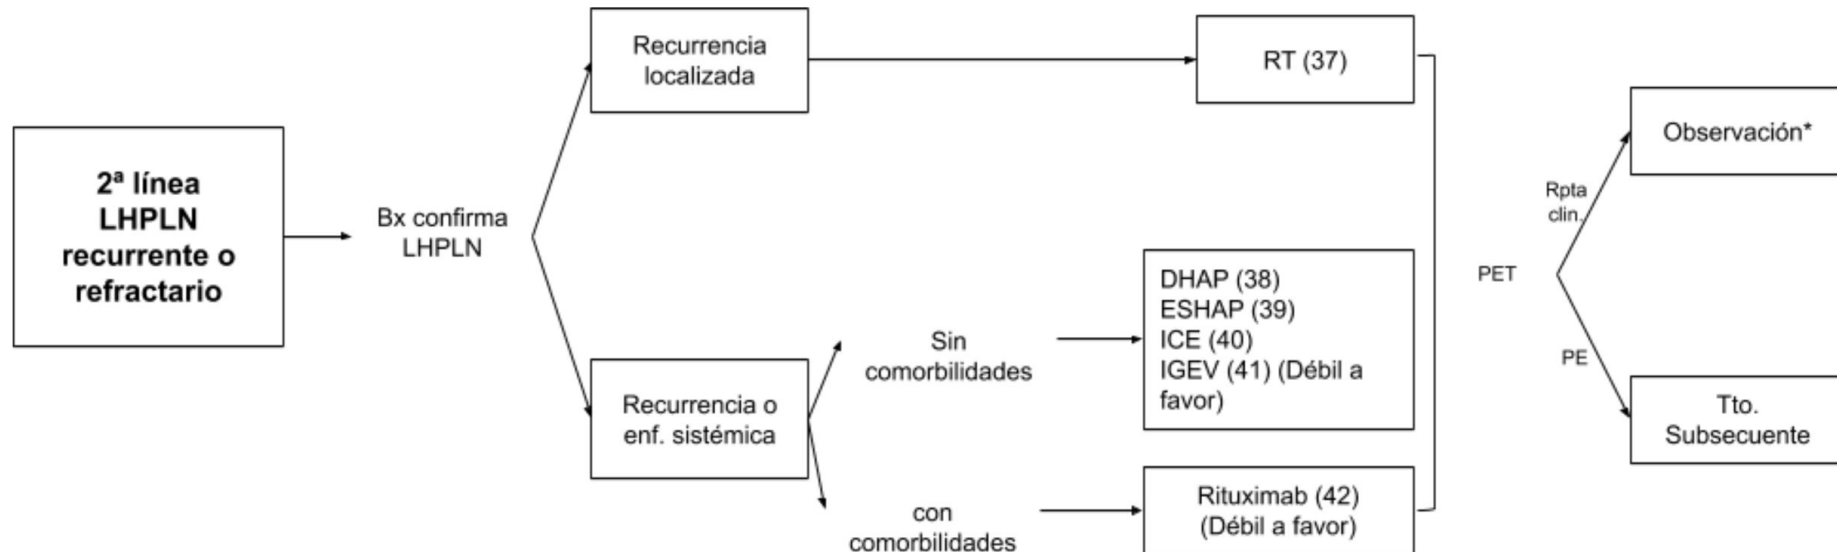 2ª línea
LHPLN
recurrente o
refractario
Bx confirma
LHPLN
Recurrencia
localizada
RT (37)
Recurrencia o
enf. sistémica
Sin
comorbilidades
DHAP (38)
ESHAP (39)
ICE (40)
IGEV (41) (Débil a
favor)
con
comorbilidades
Rituximab (42)
(Débil a favor)
PET
Rpta
clin.
Observación*
PE
Tto.
Subsecuente